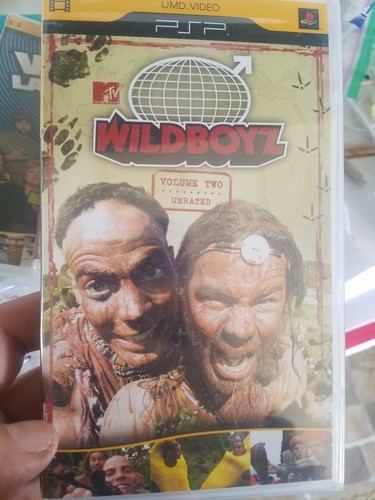 UMD VIDEO
PSP
MTV
WILDBOYZ
VOLUME TWO
UNRATED